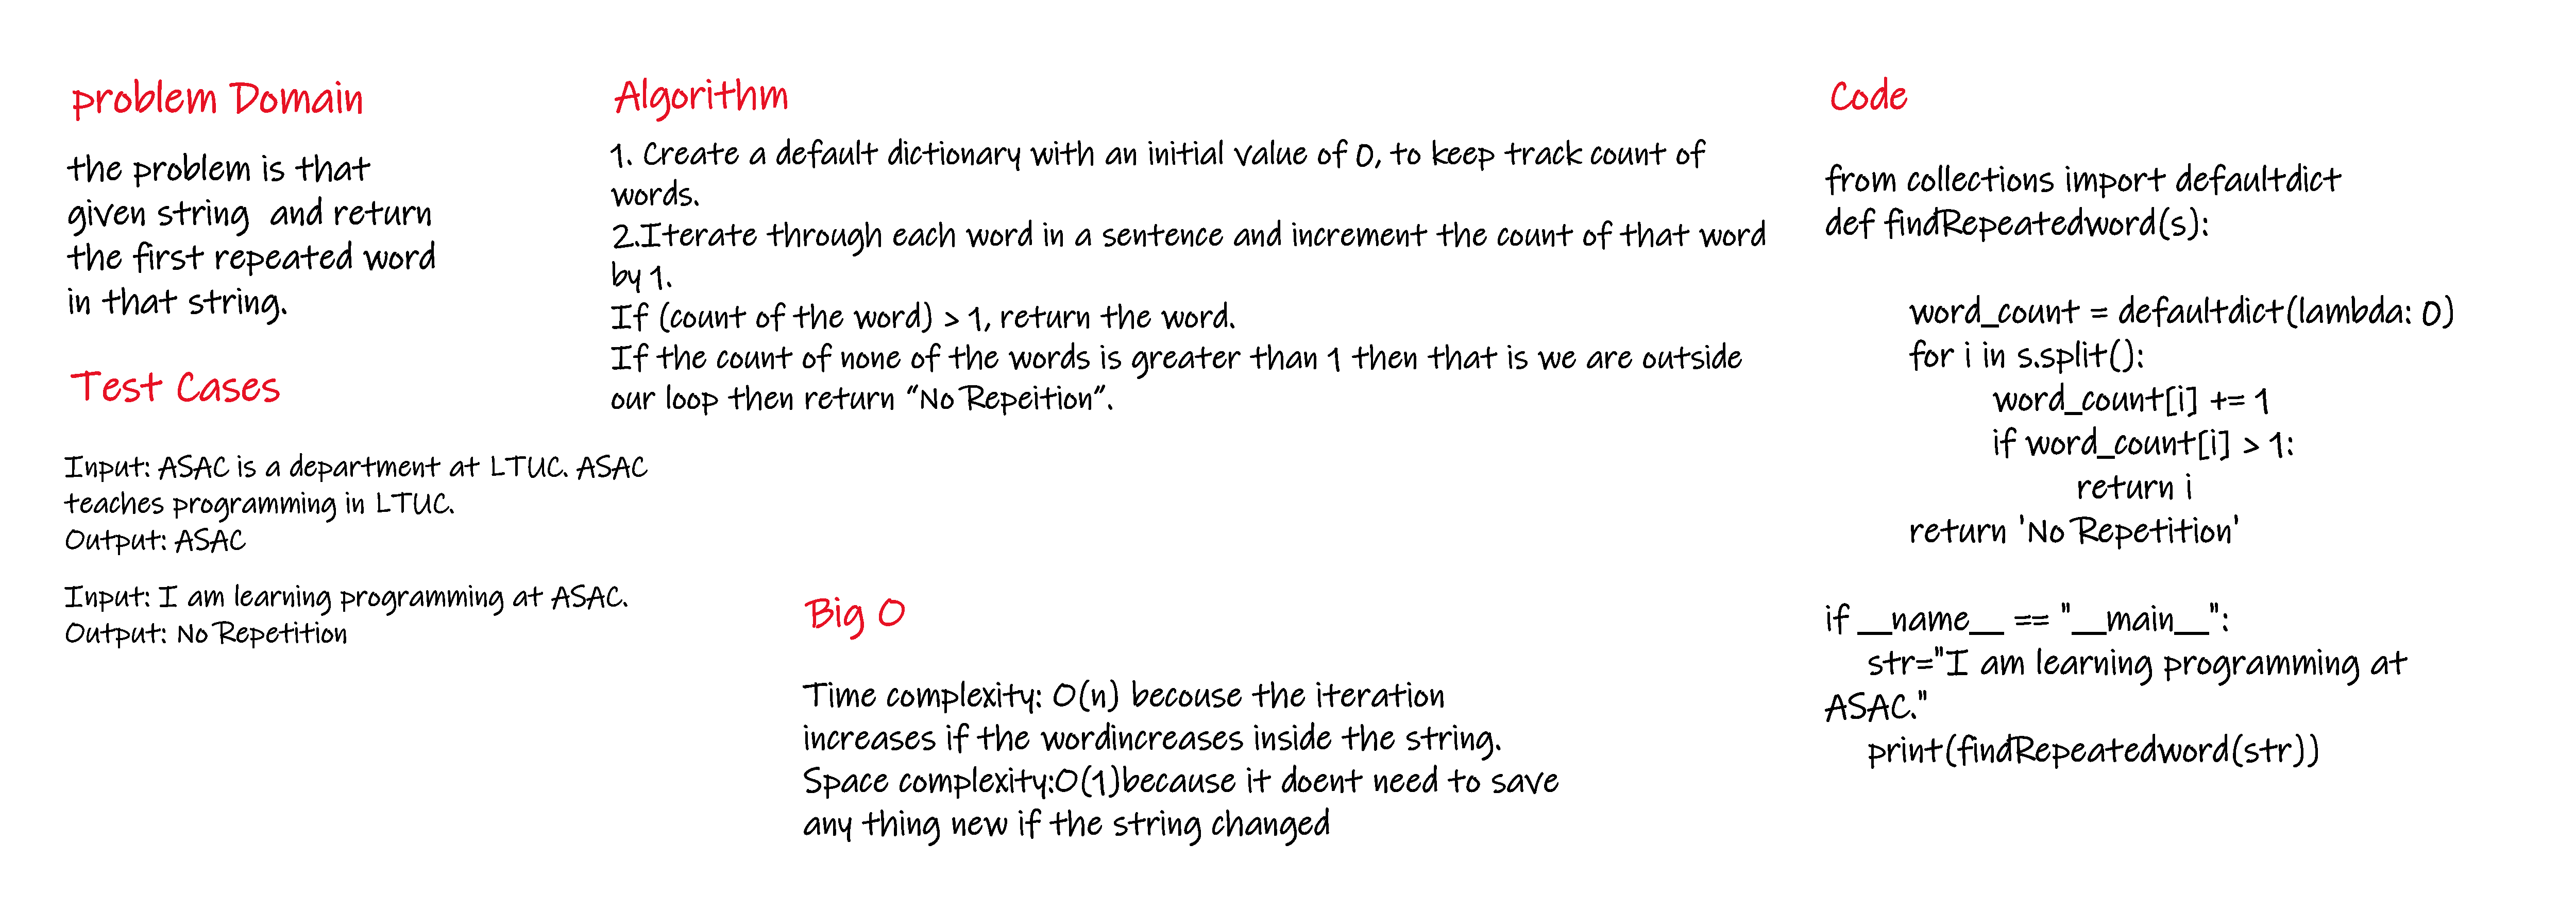 problem Domain
the problem is that
given string  and return
the first repeated word
in that string.
Test Cases
Input: ASAC is a department at LTUC. ASAC
teaches programming in LTUC.
Output: ASAC
Input: I am learning programming at ASAC.
Output: No Repetition
Algorithm
1. Create a default dictionary with an initial value of 0, to keep track count of
words.
2.Iterate through each word in a sentence and increment the count of that word
by 1.
If (count of the word) > 1, return the word.
If the count of none of the words is greater than 1 then that is we are outside
our loop then return “No Repeition”.
Big O
Time complexity: O(n) becouse the iteration
increases if the wordincreases inside the string.
Space complexity:O(1)because it doent need to save
any thing new if the string changed
Code
from collections import defaultdict
def findRepeatedword(s):
word_count = defaultdict(lambda: 0)
for i in s.split():
word_count[i] += 1
if word_count[i] > 1:
return i
return 'No Repetition'
if __name__ == "__main__":
str="I am learning programming at
ASAC."
print(findRepeatedword(str))